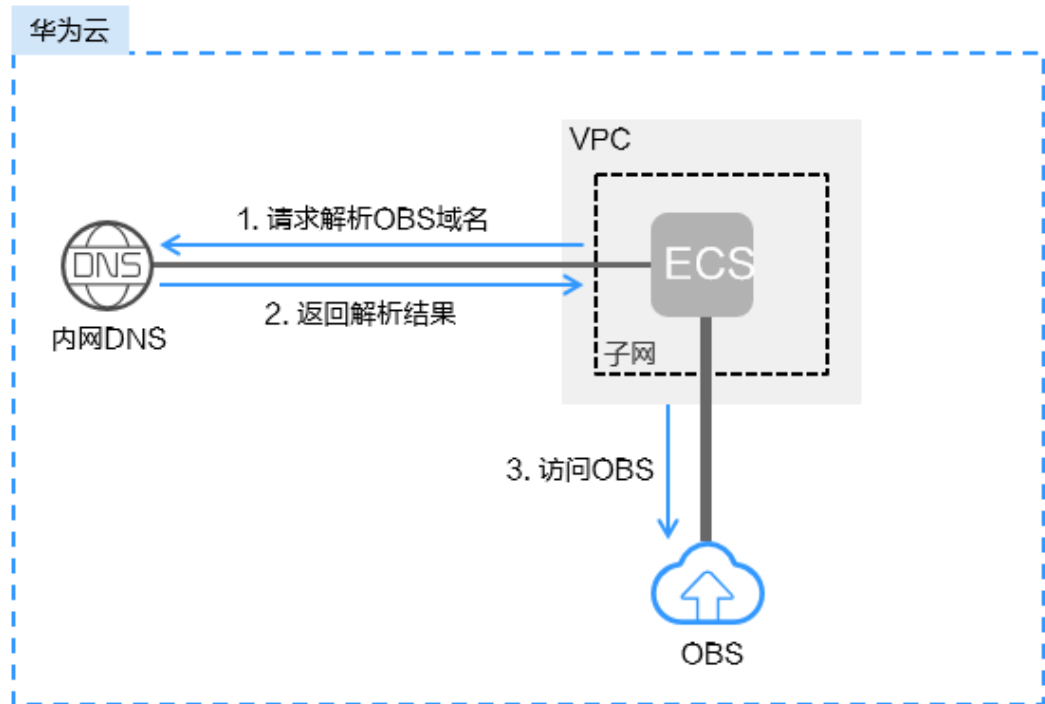 华为云
VPC
1. 请求解析OBS域名
DNS
ECS
2. 返回解析结果
内网DNS
子网
3. 访问OBS
OBS